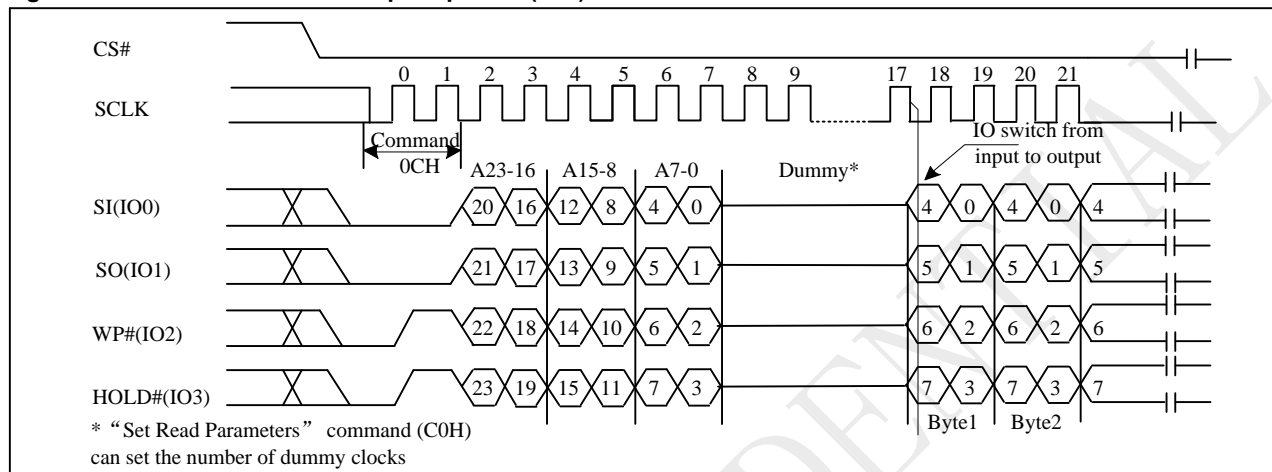 CS#
0 1 2 3 4 5 6 7 8 9 17 18 19 20 21
SCLK
Command
0CH
IO switch from
input to output
A23-16 A15-8 A7-0 Dummy*
SI(IO0) 20 16 12 8 4 0 4 0 4 0 4
SO(IO1) 21 17 13 9 5 1 5 1 5 1 5
WP#(IO2) 22 18 14 10 6 2 6 2 6 2 6
HOLD#(IO3) 23 19 15 11 7 3 7 3 7 3 7
Byte1 Byte2
* “Set Read Parameters” command (C0H)
can set the number of dummy clocks